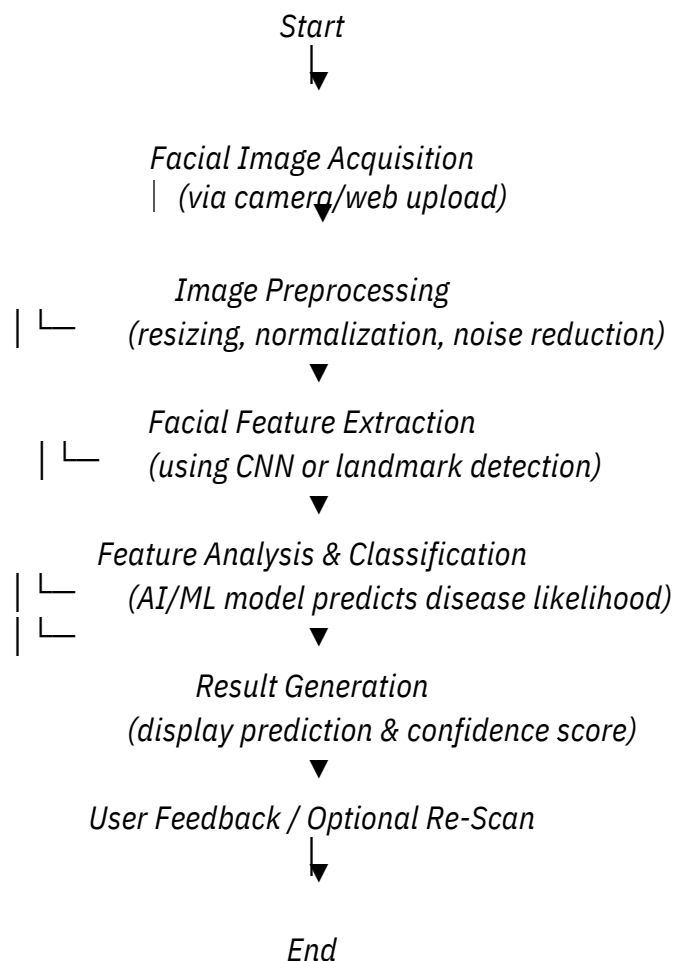 Start
Facial Image Acquisition
(via camera/web upload)
Image Preprocessing
(resizing, normalization, noise reduction)
Facial Feature Extraction
(using CNN or landmark detection)
Feature Analysis & Classification
(AI/ML model predicts disease likelihood)
Result Generation
(display prediction & confidence score)
User Feedback / Optional Re-Scan
End